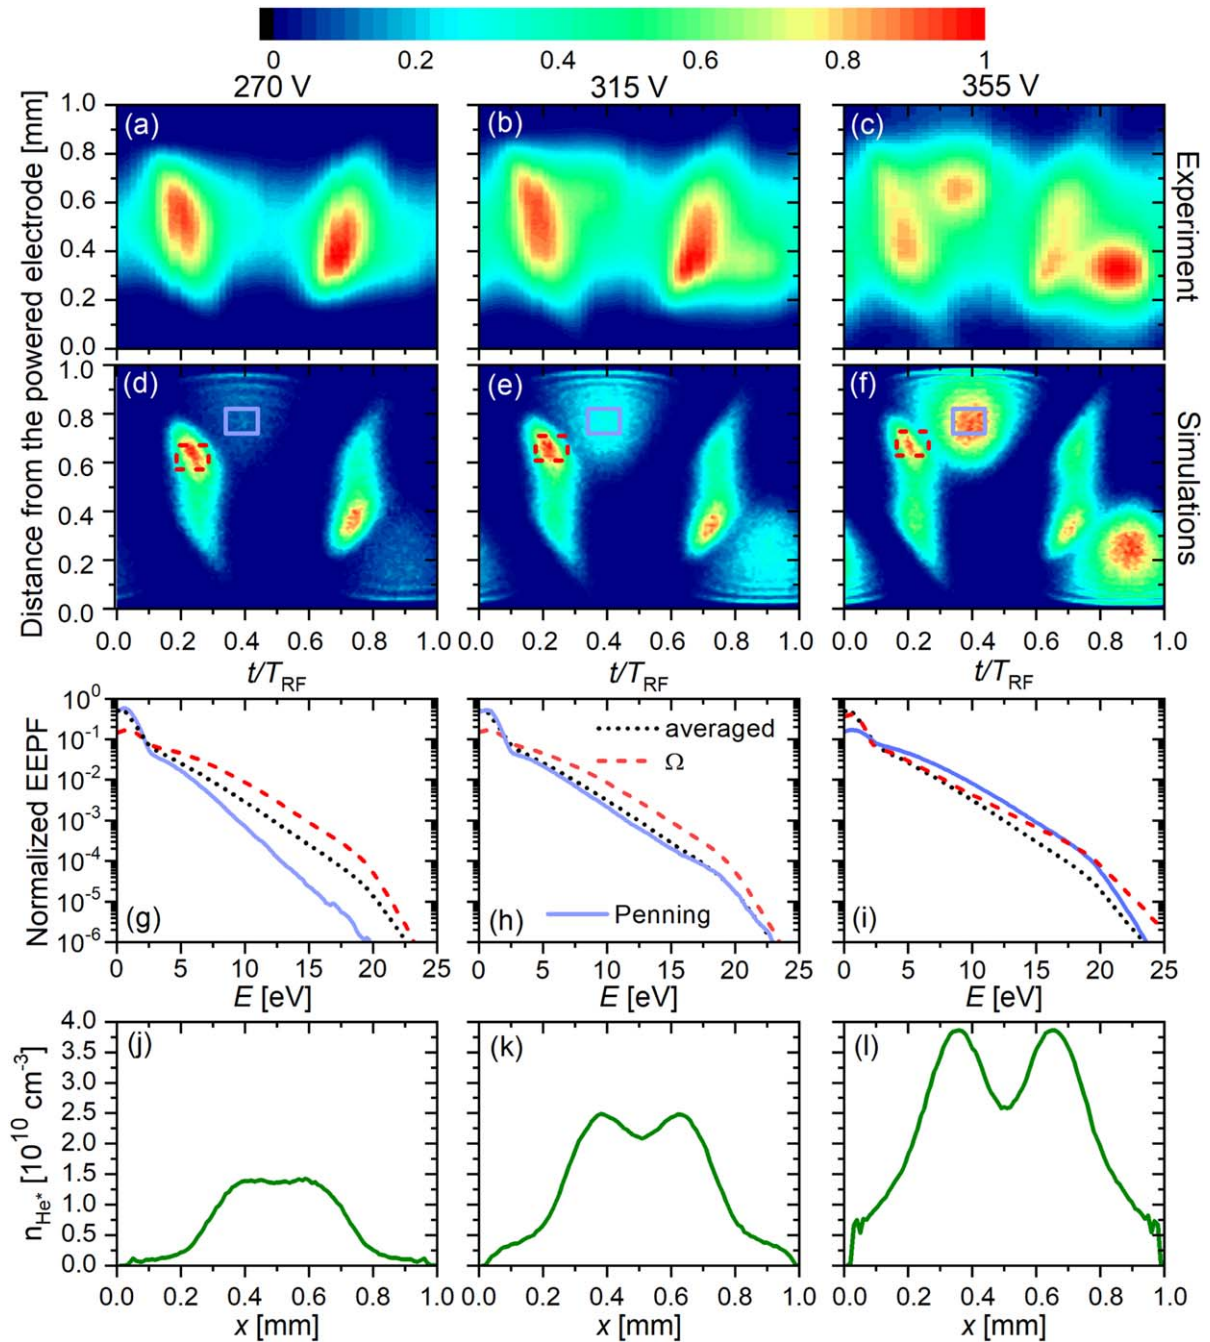 0 0.2 0.4 0.6 0.8 1
270 V 315 V 355 V
Distance from the powered electrode [mm]
1.0 (a) (b) (c) Experiment
0.8
0.6
0.4
0.2
0.0
1.0 (d) (e) (f) Simulations
0.8
0.6
0.4
0.2
0.0
0.0 0.2 0.4 0.6 0.8 1.0 0.0 0.2 0.4 0.6 0.8 1.0 0.0 0.2 0.4 0.6 0.8 1.0
t/T_RF t/T_RF t/T_RF
Normalized EEPF
10⁰ averaged
10⁻¹ Ω
10⁻²
10⁻³
10⁻⁴
10⁻⁵ (g) (h) Penning (i)
10⁻⁶
0 5 10 15 20 25 0 5 10 15 20 25 0 5 10 15 20 25
E [eV] E [eV] E [eV]
n_He* [10¹⁰ cm⁻³]
4.0 (j) (k) (l)
3.5
3.0
2.5
2.0
1.5
1.0
0.5
0.0
0.0 0.2 0.4 0.6 0.8 1.0 0.0 0.2 0.4 0.6 0.8 1.0 0.0 0.2 0.4 0.6 0.8 1.0
x [mm] x [mm] x [mm]